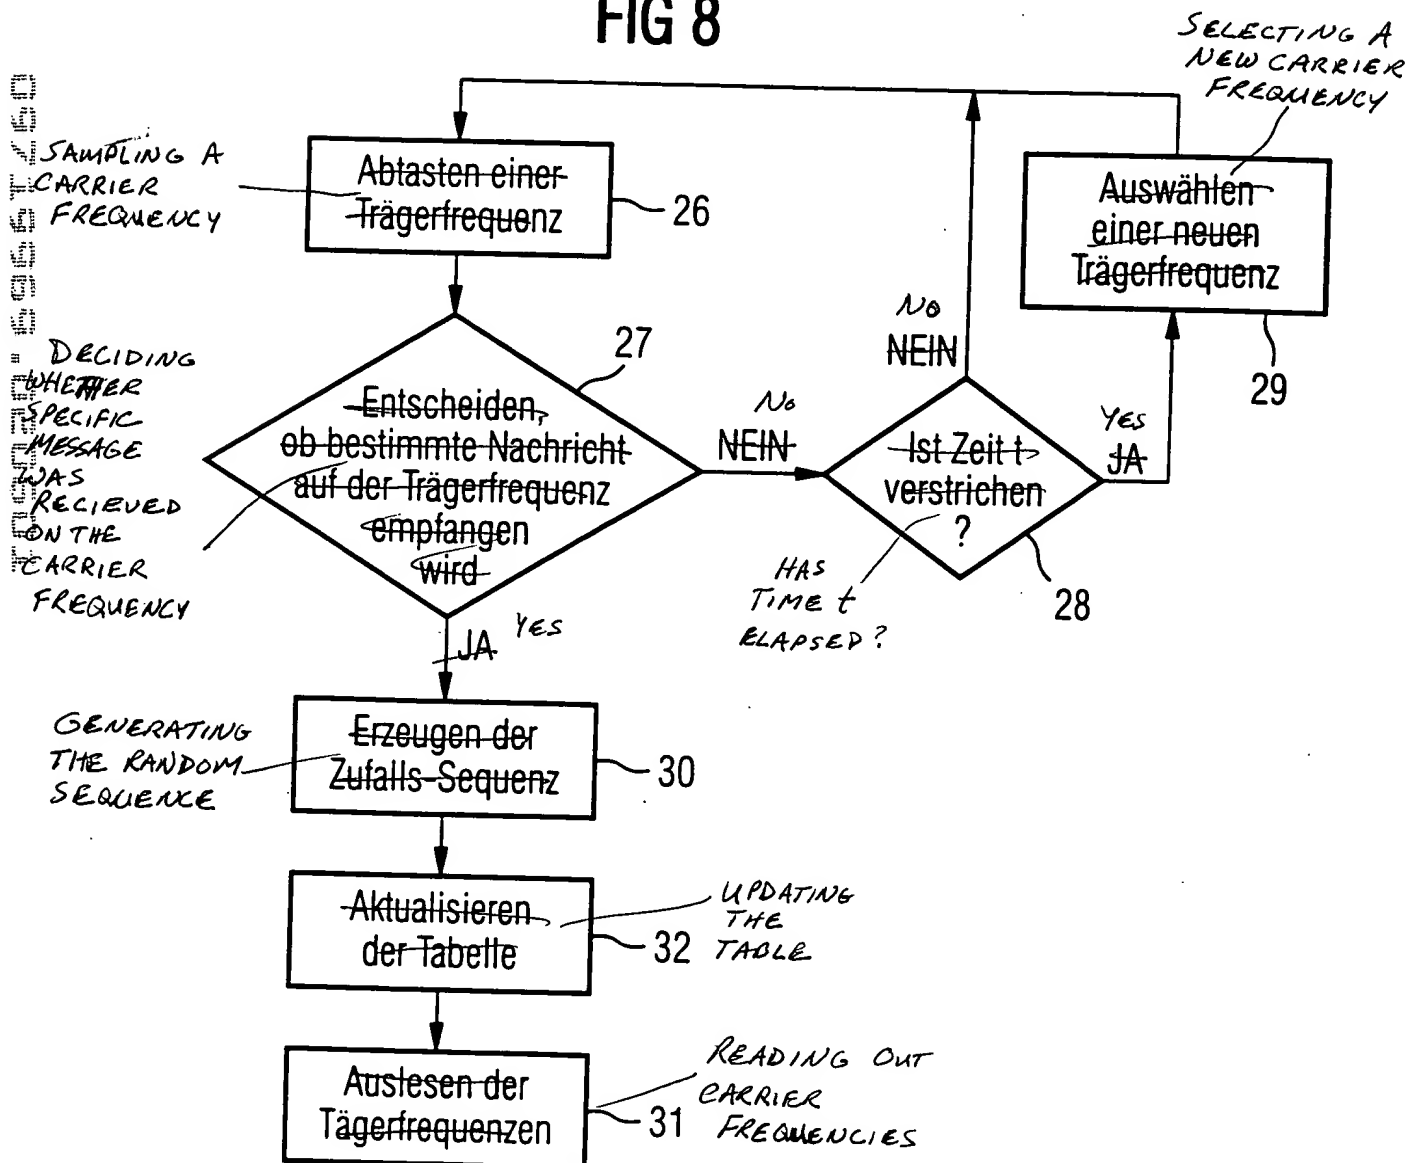 FIG 8
SELECTING A
NEW CARRIER
FREQUENCY
SAMPLING A
CARRIER
FREQUENCY
Abtasten einer
Trägerfrequenz
26
Auswählen
einer neuen
Trägerfrequenz
29
DECIDING
WHETHER
SPECIFIC
MESSAGE
WAS
RECIEVED
ON THE
CARRIER
FREQUENCY
27
Entscheiden,
ob bestimmte Nachricht
auf der Trägerfrequenz
empfangen
wird
No
NEIN
No
NEIN
Ist Zeit t
verstrichen
?
YES
JA
28
HAS
TIME t
ELAPSED?
JA
YES
GENERATING
THE RANDOM
SEQUENCE
Erzeugen der
Zufalls-Sequenz
30
Aktualisieren
der Tabelle
32
UPDATING
THE
TABLE
Auslesen der
Tägerfrequenzen
31
READING OUT
CARRIER
FREQUENCIES